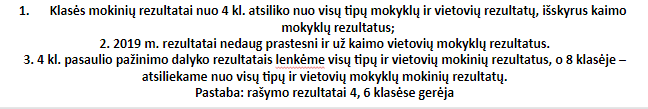 1. Klasės mokinių rezultatai nuo 4 kl. atsiliko nuo visų tipų mokyklų ir vietovių rezultatų, išskyrus kaimo
mokyklų rezultatus;
2. 2019 m. rezultatai nedaug prastesni ir už kaimo vietovių mokyklų rezultatus.
3. 4 kl. pasaulio pažinimo dalyko rezultatais lenkėme visų tipų ir vietovių mokinių rezultatus, o 8 klasėje –
atsiliekame nuo visų tipų ir vietovių mokyklų mokinių rezultatų.
Pastaba: rašymo rezultatai 4, 6 klasėse gerėja